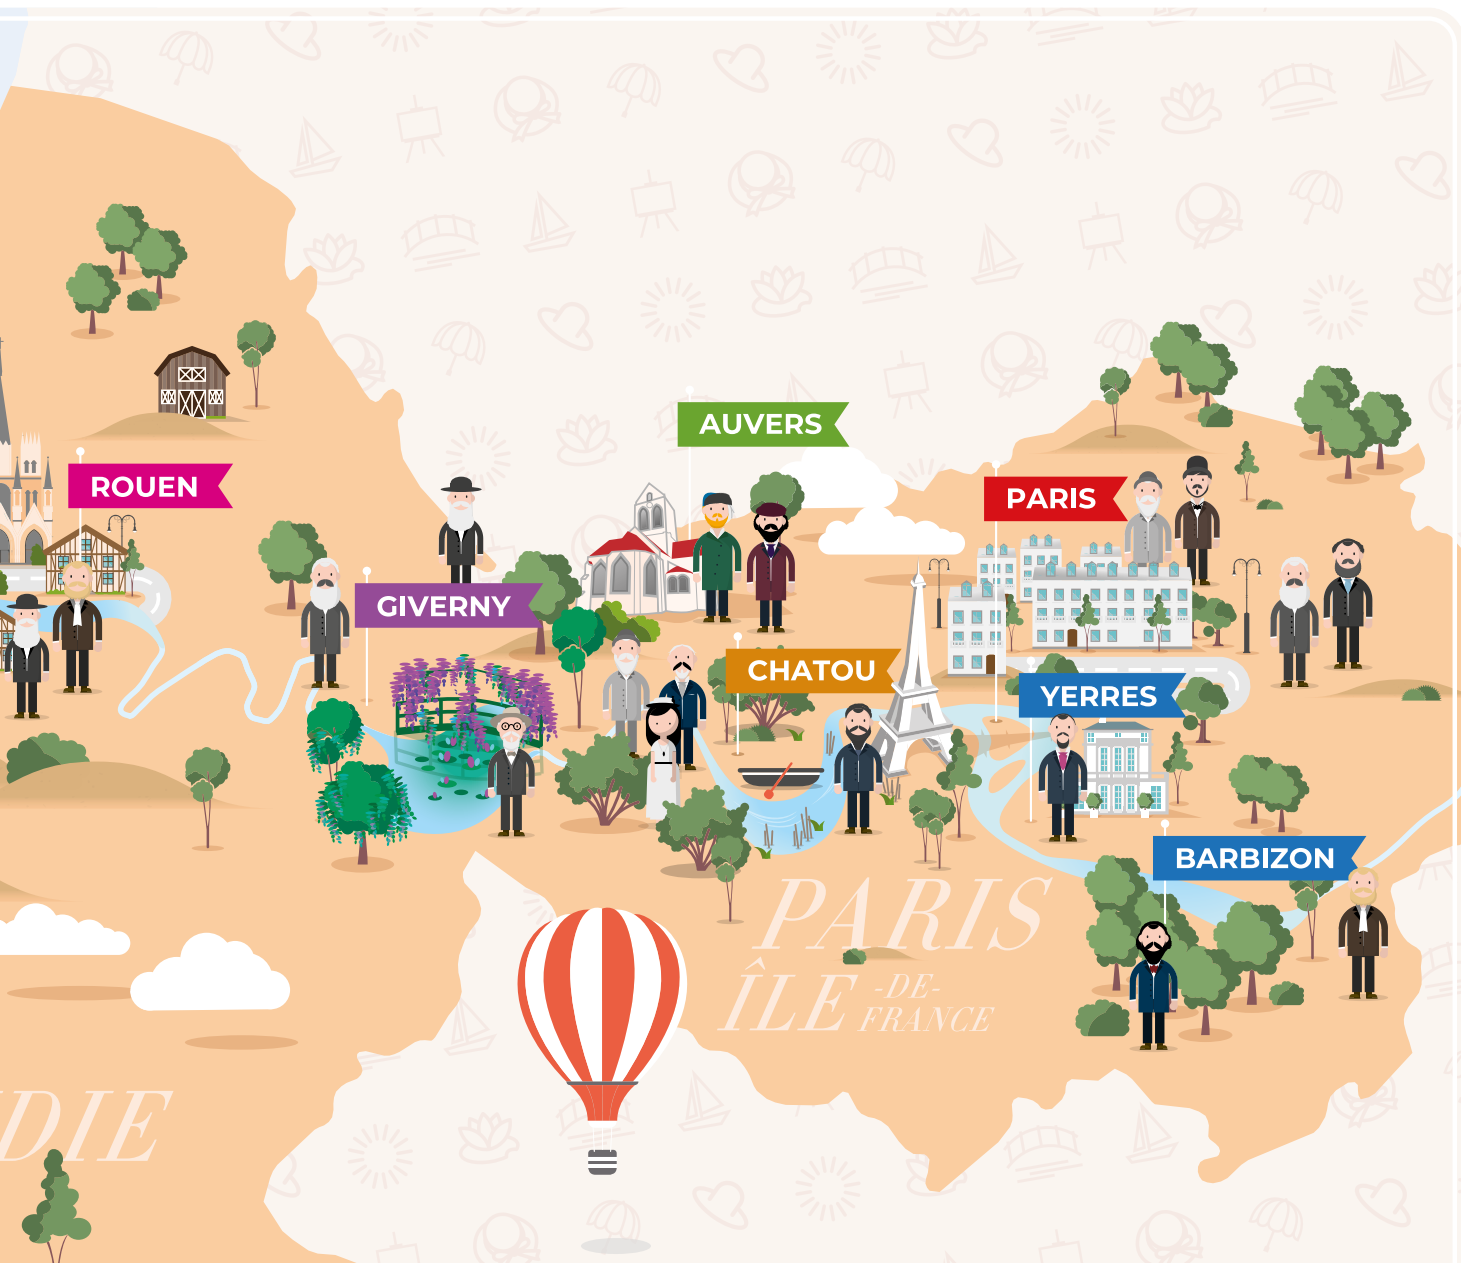 AUVERS
ROUEN
PARIS
GIVERNY
CHATOU
YERRES
BARBIZON
PARIS
ÎLE -DE-
FRANCE
DIE